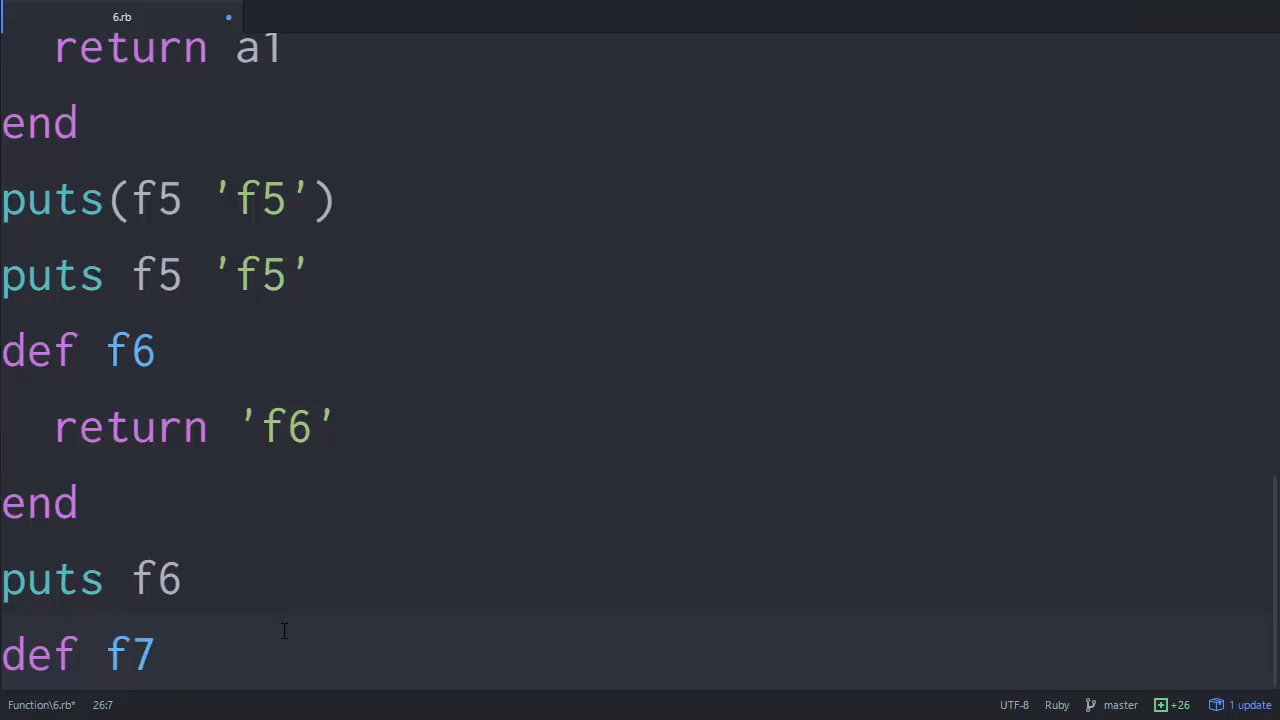 6.rb
return a1
end
puts(f5 'f5')
puts f5 'f5'
def f6
return 'f6'
end
puts f6
def f7
Function\6.rb* 26:7 UTF-8 Ruby master +26 1 update